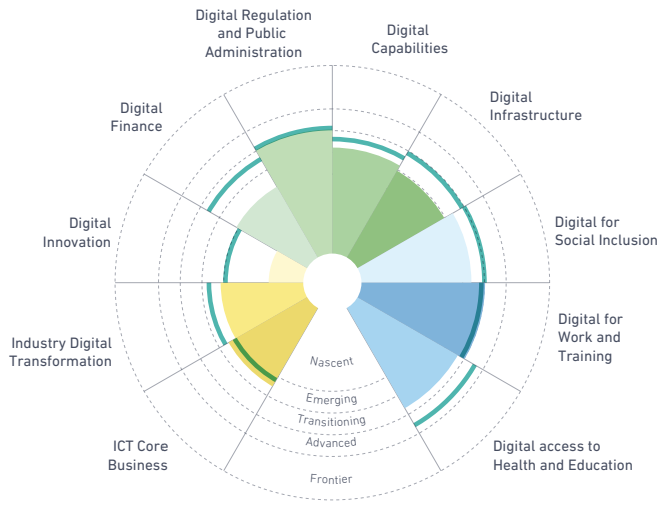 Digital Regulation
and Public
Administration
Digital
Capabilities
Digital
Infrastructure
Digital for
Social Inclusion
Digital for
Work and
Training
Digital access to
Health and Education
ICT Core
Business
Industry Digital
Transformation
Digital
Innovation
Digital
Finance
Nascent
Emerging
Transitioning
Advanced
Frontier